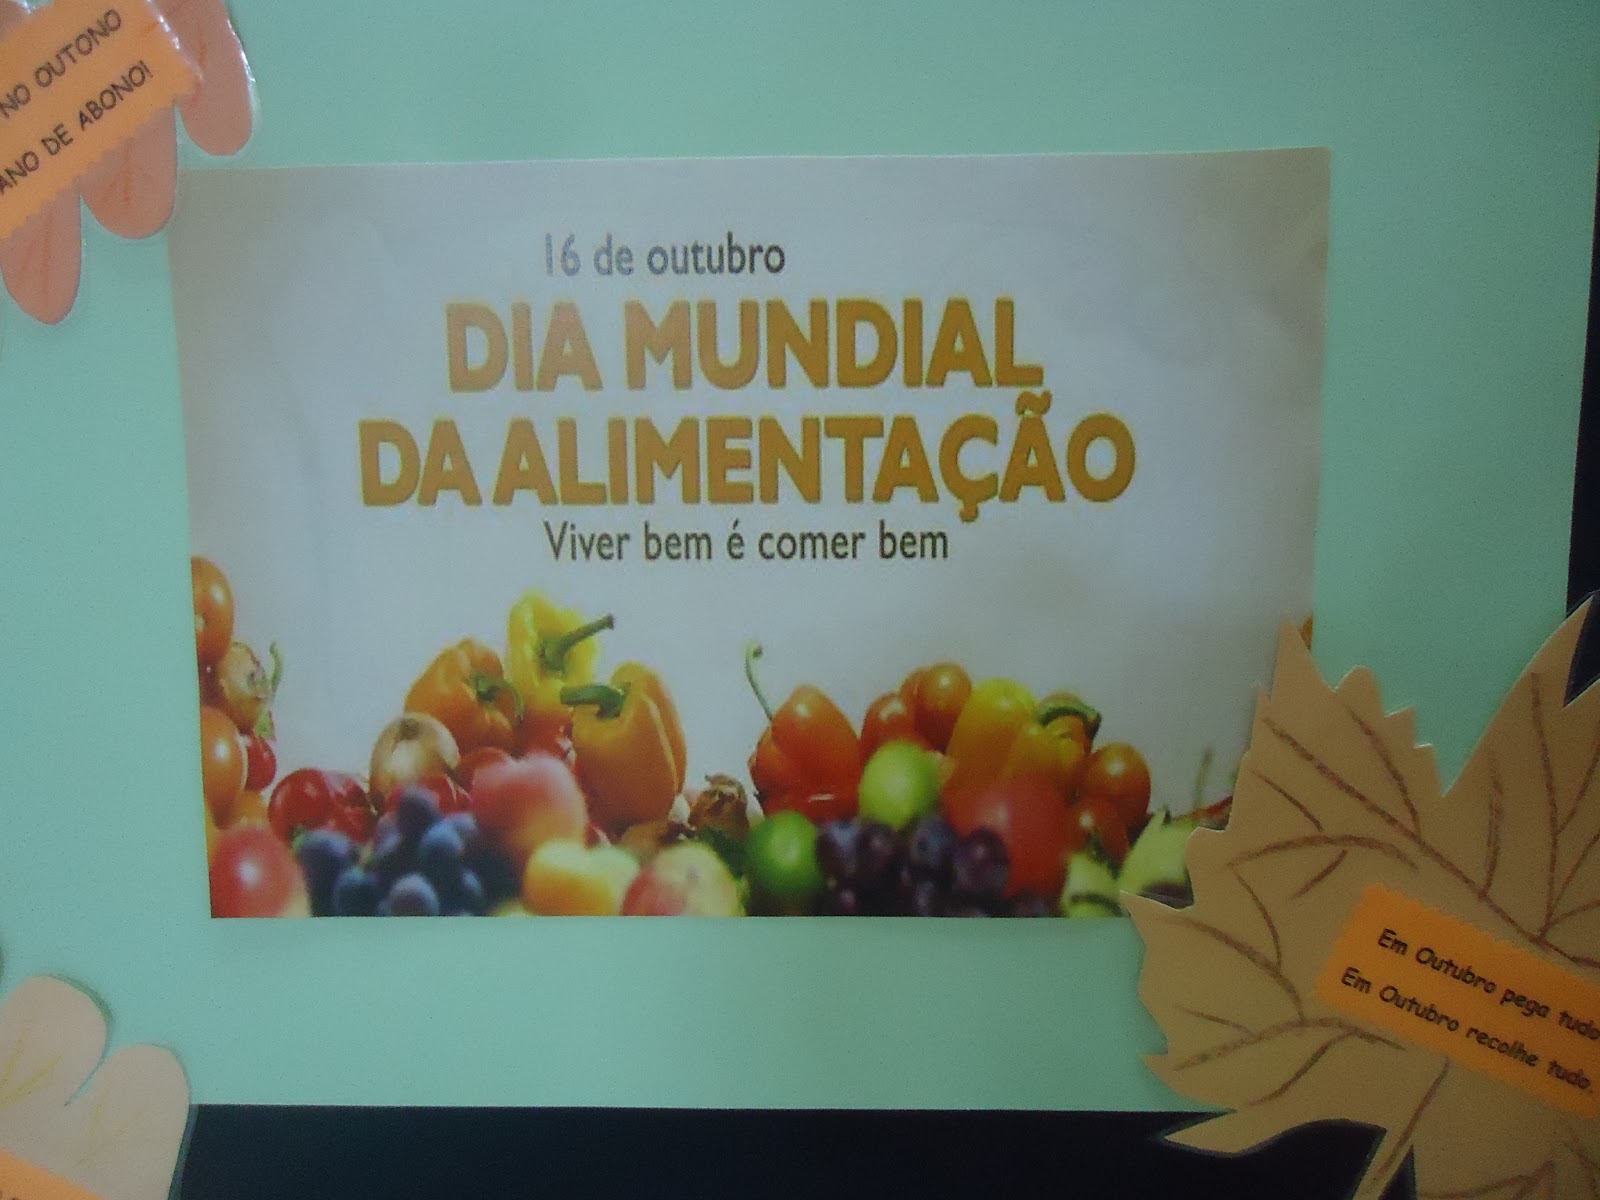 NO OUTONO
ANO DE ABONO!
16 de outubro
DIA MUNDIAL
DA ALIMENTAÇÃO
Viver bem é comer bem
Em Outubro pega tudo
Em Outubro recolhe tudo.